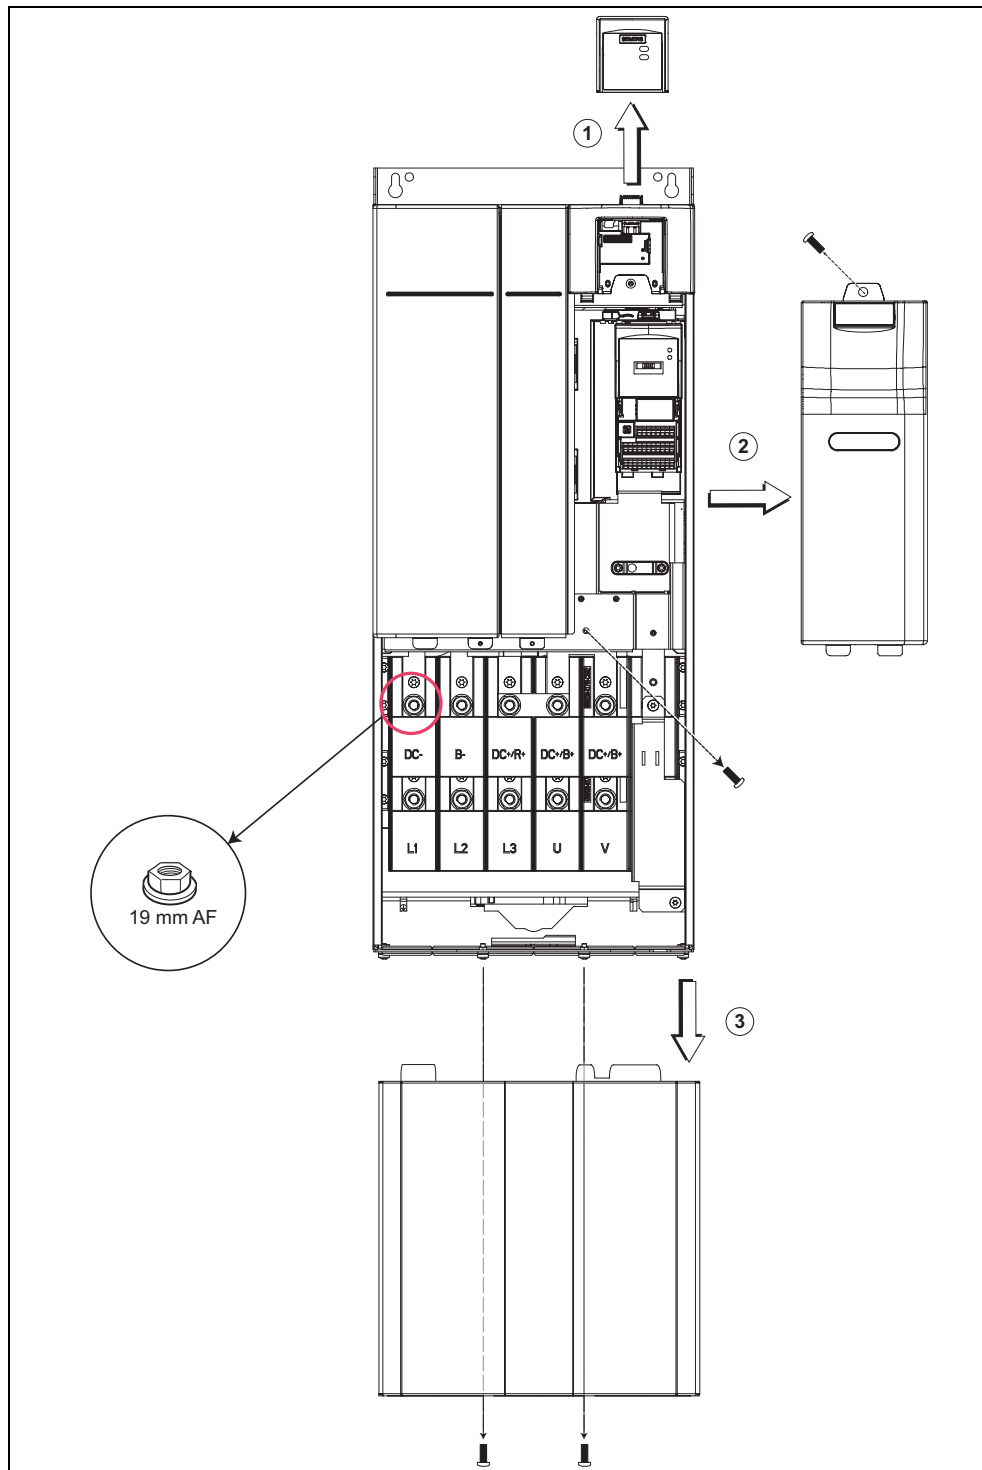 1
2
DC- B- DC+/R+ DC+/B+ DC+/B+
L1 L2 L3 U V
19 mm AF
3